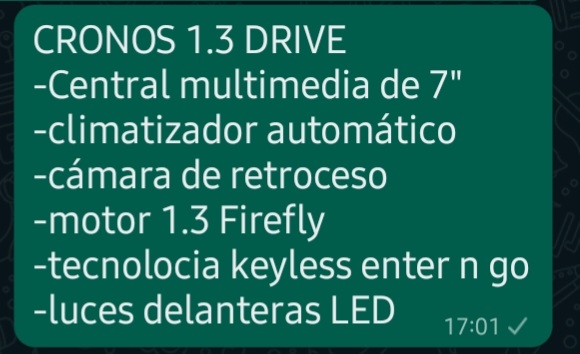 CRONOS 1.3 DRIVE
-Central multimedia de 7"
-climatizador automático
-cámara de retroceso
-motor 1.3 Firefly
-tecnolocia keyless enter n go
-luces delanteras LED
17:01